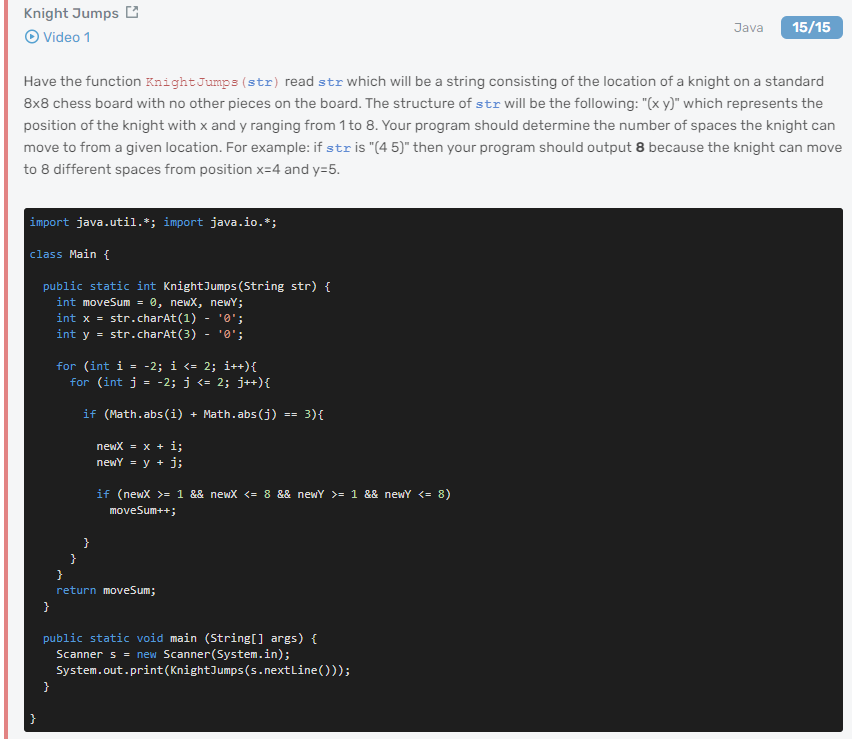 Knight Jumps
Video 1
Java 15/15
Have the function KnightJumps(str) read str which will be a string consisting of the location of a knight on a standard
8x8 chess board with no other pieces on the board. The structure of str will be the following: "(x y)" which represents the
position of the knight with x and y ranging from 1 to 8. Your program should determine the number of spaces the knight can
move to from a given location. For example: if str is "(4 5)" then your program should output 8 because the knight can move
to 8 different spaces from position x=4 and y=5.
import java.util.*; import java.io.*;
class Main {
public static int KnightJumps(String str) {
int moveSum = 0, newX, newY;
int x = str.charAt(1) - '0';
int y = str.charAt(3) - '0';
for (int i = -2; i <= 2; i++){
for (int j = -2; j <= 2; j++){
if (Math.abs(i) + Math.abs(j) == 3){
newX = x + i;
newY = y + j;
if (newX >= 1 && newX <= 8 && newY >= 1 && newY <= 8)
moveSum++;
}
}
}
return moveSum;
}
public static void main (String[] args) {
Scanner s = new Scanner(System.in);
System.out.print(KnightJumps(s.nextLine()));
}
}